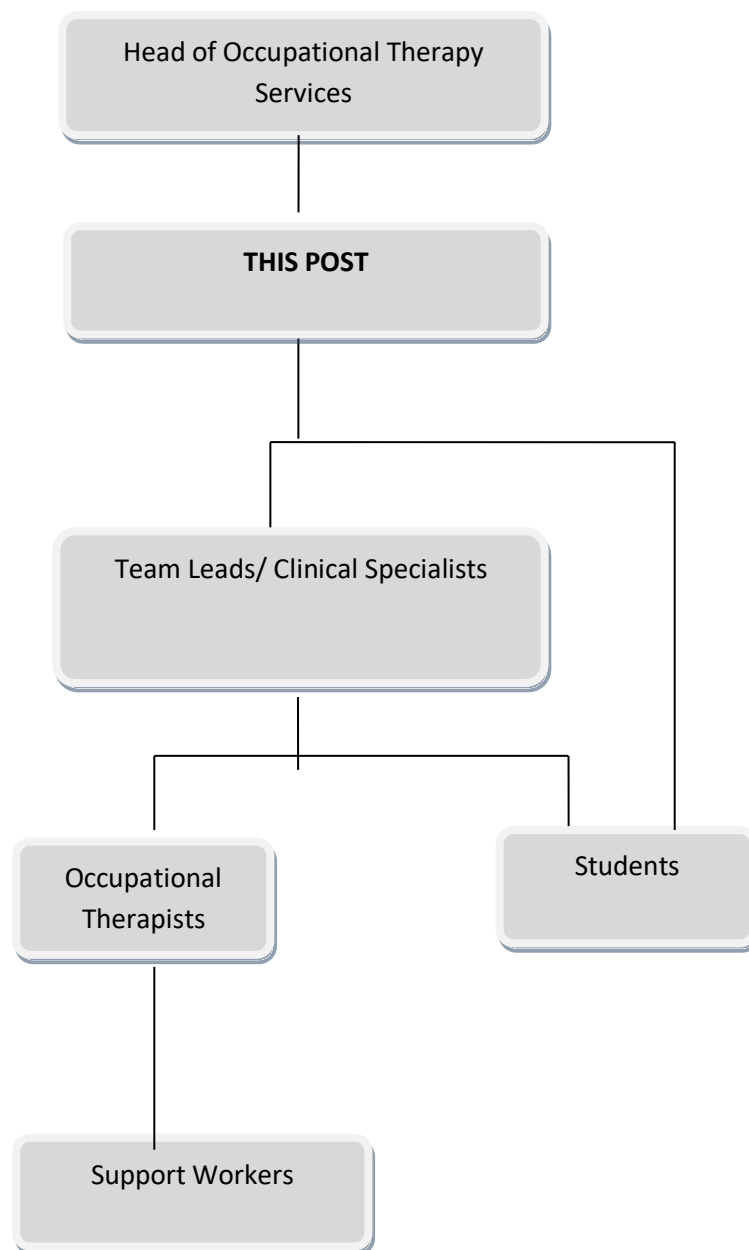 Head of Occupational Therapy
Services
THIS POST
Team Leads/ Clinical Specialists
Occupational
Therapists
Students
Support Workers